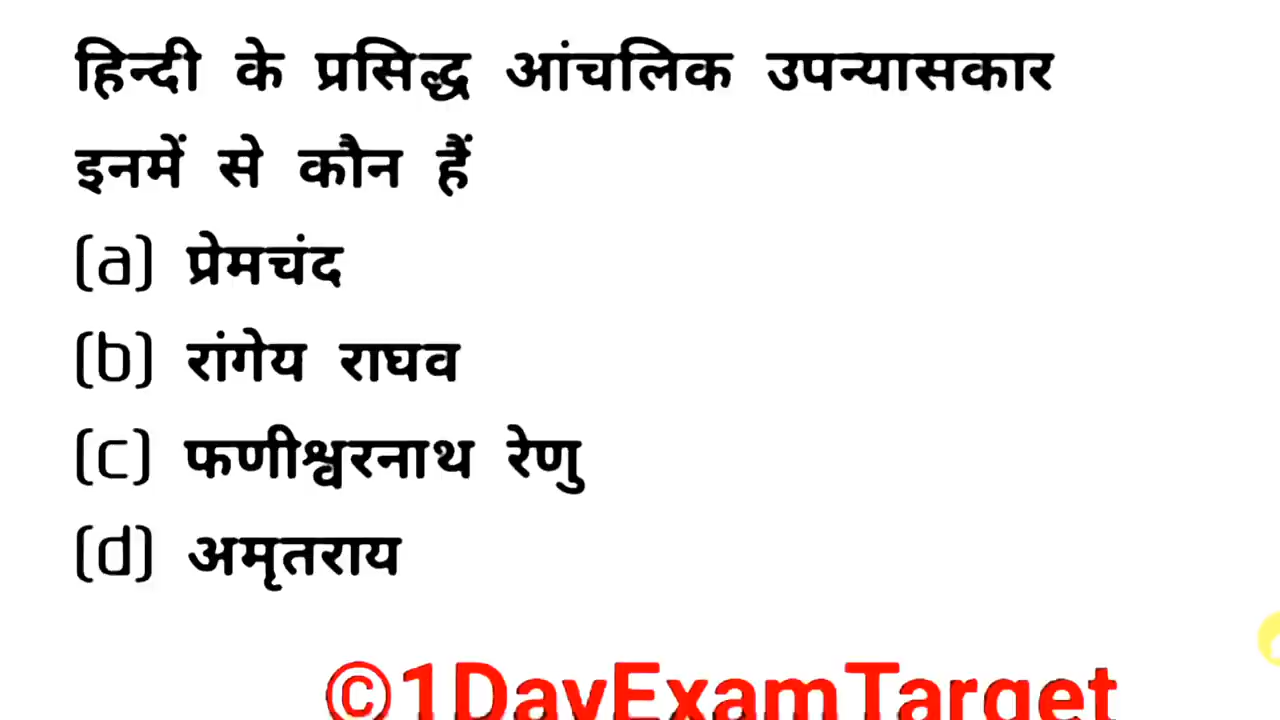 हिन्दी के प्रसिद्ध आंचलिक उपन्यासकार
इनमें से कौन हैं
(a) प्रेमचंद
(b) रांगेय राघव
(c) फणीश्वरनाथ रेणु
(d) अमृतराय
©1DayExamTarget